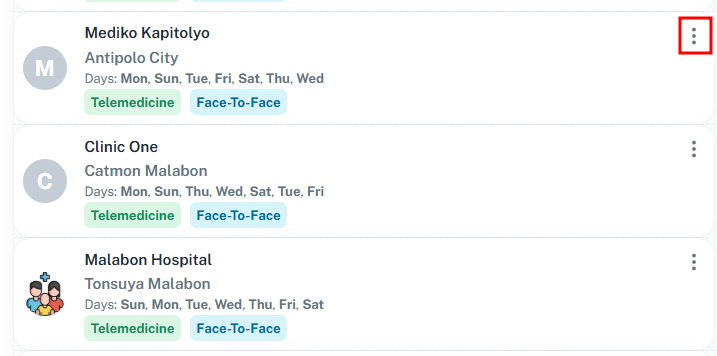 Mediko Kapitolyo
M
Antipolo City
Days: Mon, Sun, Tue, Fri, Sat, Thu, Wed
Telemedicine Face-To-Face
Clinic One
C
Catmon Malabon
Days: Mon, Sun, Thu, Wed, Sat, Tue, Fri
Telemedicine Face-To-Face
Malabon Hospital
Tonsuya Malabon
Days: Sun, Mon, Tue, Wed, Thu, Fri, Sat
Telemedicine Face-To-Face